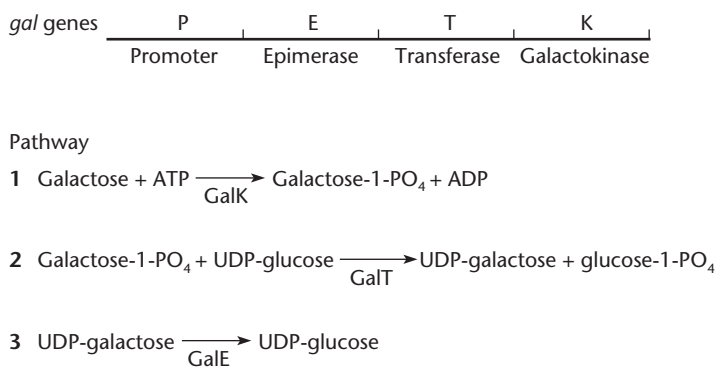 gal genes P E T K
Promoter Epimerase Transferase Galactokinase
Pathway
1 Galactose + ATP GalK Galactose-1-PO₄ + ADP
2 Galactose-1-PO₄ + UDP-glucose GalT UDP-galactose + glucose-1-PO₄
3 UDP-galactose GalE UDP-glucose